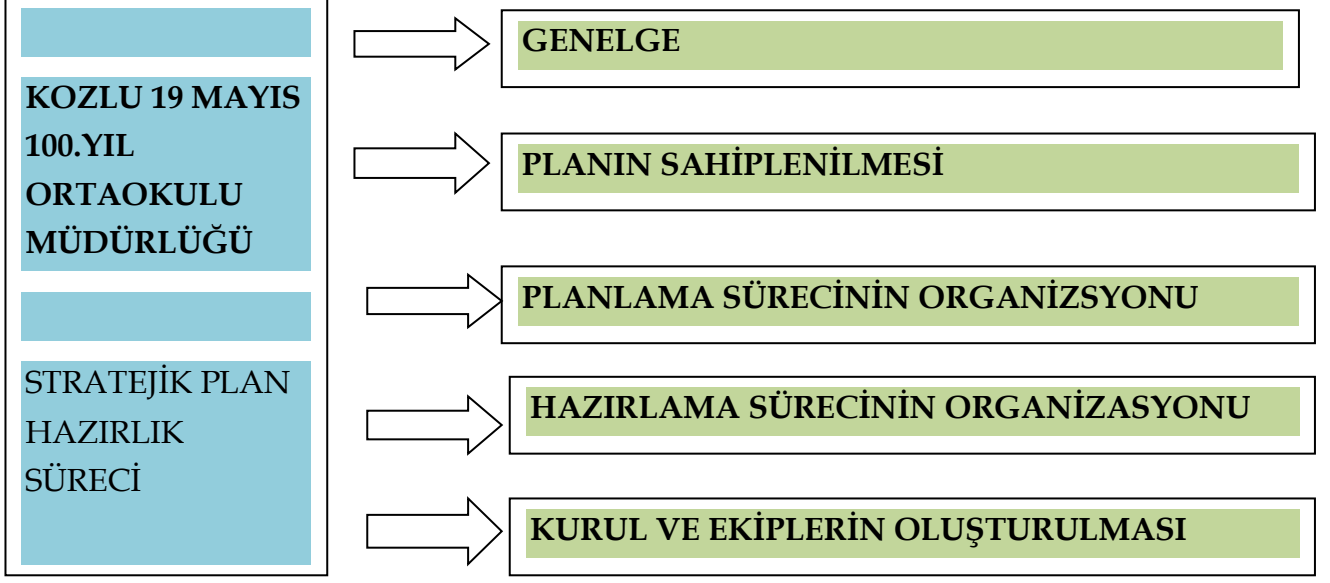 KOZLU 19 MAYIS
100.YIL
ORTAOKULU
MÜDÜRLÜĞÜ
STRATEJİK PLAN
HAZIRLIK
SÜRECİ
GENELGE
PLANIN SAHİPLENİLMESİ
PLANLAMA SÜRECİNİN ORGANİZSYONU
HAZIRLAMA SÜRECİNİN ORGANİZASYONU
KURUL VE EKİPLERİN OLUŞTURULMASI